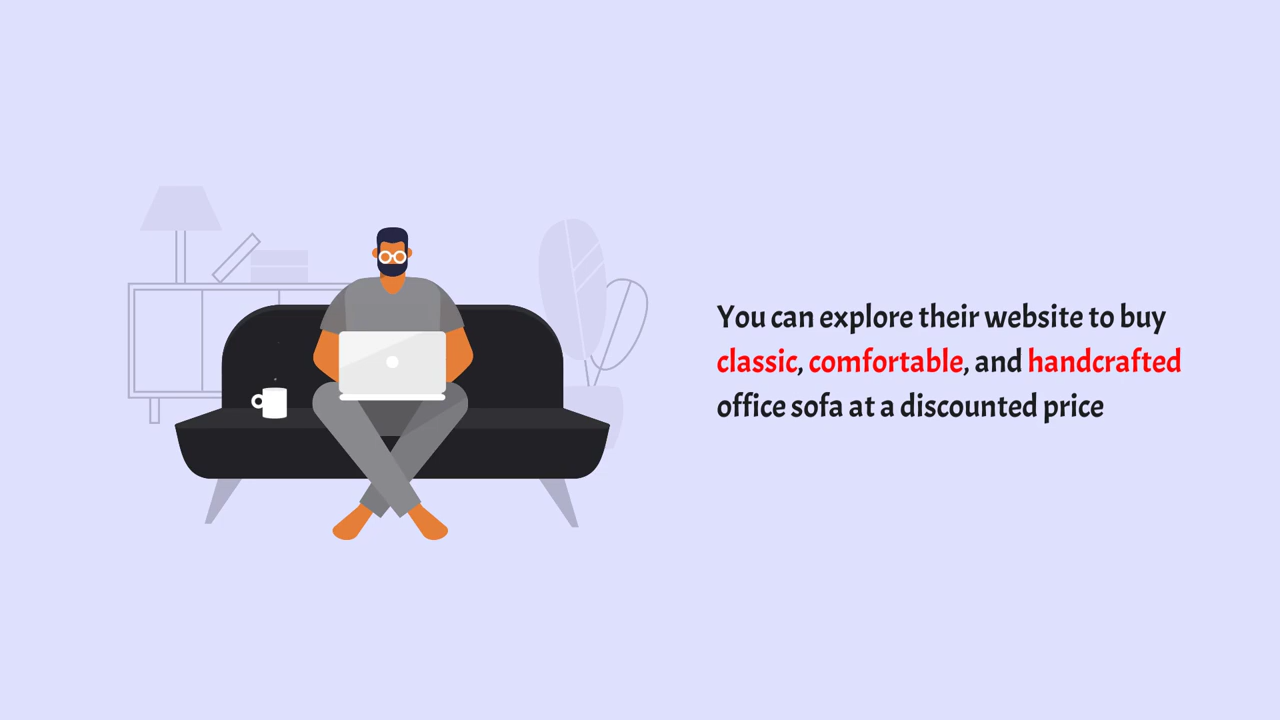 You can explore their website to buy
classic, comfortable, and handcrafted
office sofa at a discounted price